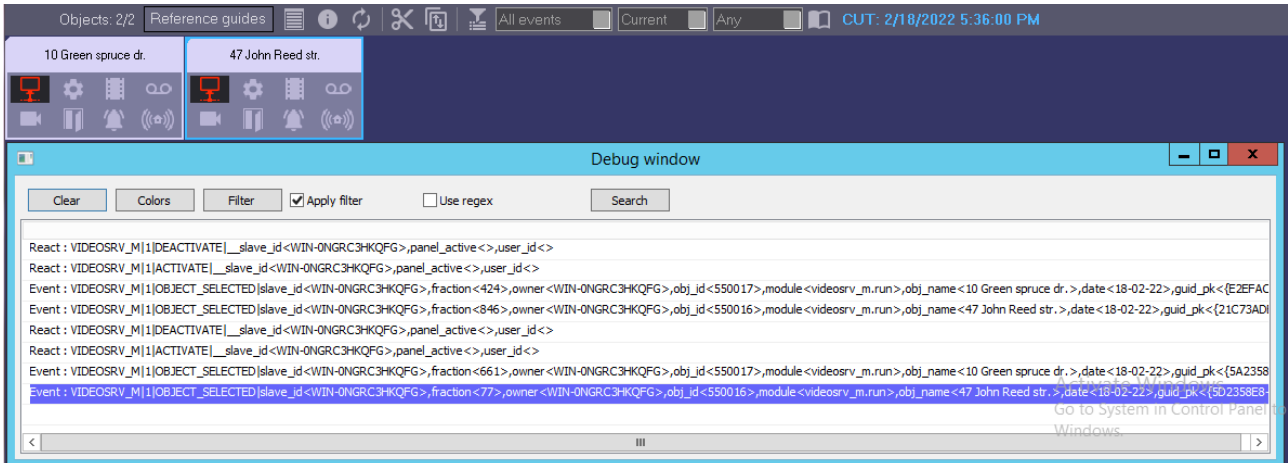 Objects: 2/2 Reference guides All events Current Any CUT: 2/18/2022 5:36:00 PM
10 Green spruce dr. 47 John Reed str.
Debug window
Clear Colors Filter Apply filter Use regex Search
React : VIDEOSRV_M|1|DEACTIVATE|__slave_id<WIN-0NGRC3HKQFG>,panel_active<>,user_id<>
React : VIDEOSRV_M|1|ACTIVATE|__slave_id<WIN-0NGRC3HKQFG>,panel_active<>,user_id<>
Event : VIDEOSRV_M|1|OBJECT_SELECTED|slave_id<WIN-0NGRC3HKQFG>,fraction<424>,owner<WIN-0NGRC3HKQFG>,obj_id<550017>,module<videosrv_m.run>,obj_name<10 Green spruce dr.>,date<18-02-22>,guid_pk<{E2EFAC
Event : VIDEOSRV_M|1|OBJECT_SELECTED|slave_id<WIN-0NGRC3HKQFG>,fraction<846>,owner<WIN-0NGRC3HKQFG>,obj_id<550016>,module<videosrv_m.run>,obj_name<47 John Reed str.>,date<18-02-22>,guid_pk<{21C73AD
React : VIDEOSRV_M|1|DEACTIVATE|__slave_id<WIN-0NGRC3HKQFG>,panel_active<>,user_id<>
React : VIDEOSRV_M|1|ACTIVATE|__slave_id<WIN-0NGRC3HKQFG>,panel_active<>,user_id<>
Event : VIDEOSRV_M|1|OBJECT_SELECTED|slave_id<WIN-0NGRC3HKQFG>,fraction<661>,owner<WIN-0NGRC3HKQFG>,obj_id<550017>,module<videosrv_m.run>,obj_name<10 Green spruce dr.>,date<18-02-22>,guid_pk<{5A2358
Event : VIDEOSRV_M|1|OBJECT_SELECTED|slave_id<WIN-0NGRC3HKQFG>,fraction<77>,owner<WIN-0NGRC3HKQFG>,obj_id<550016>,module<videosrv_m.run>,obj_name<47 John Reed str.>,date<18-02-22>,guid_pk<{5D2358E8-
Activate Windows
Go to System in Control Panel to
Windows.